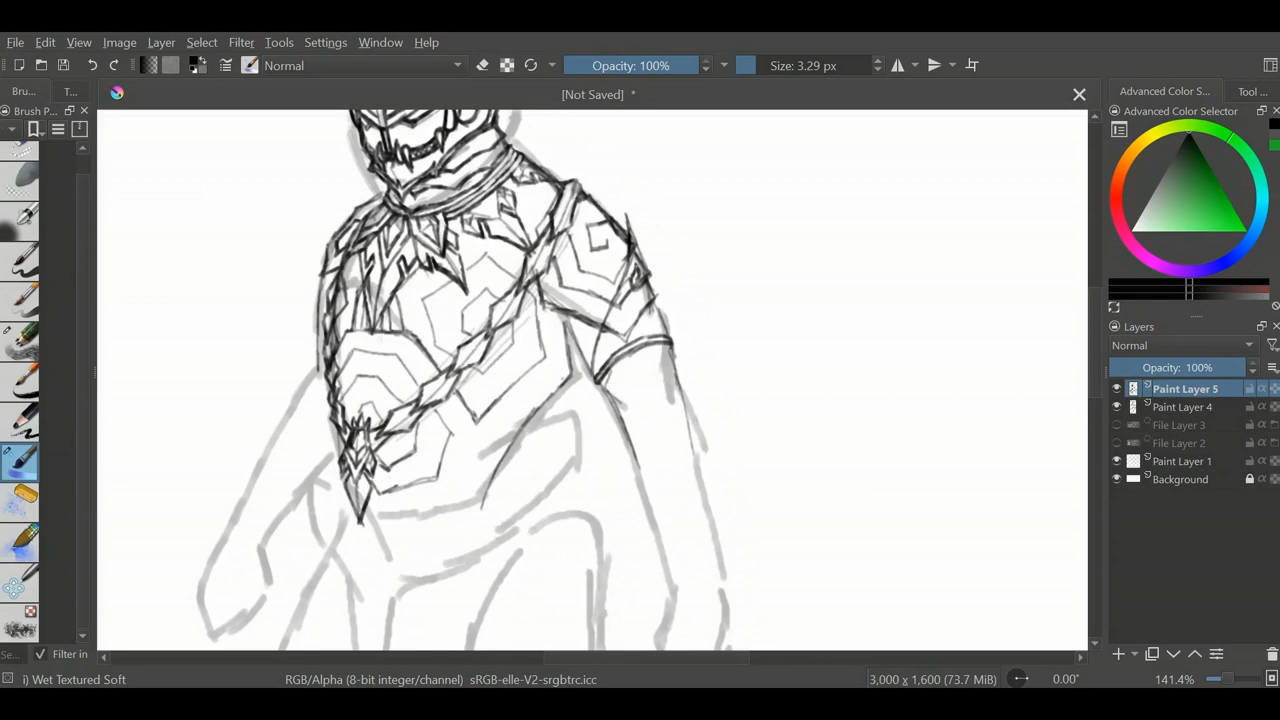 File Edit View Image Layer Select Filter Tools Settings Window Help
Normal Opacity: 100% Size: 3.29 px
Bru... T... [Not Saved] * Advanced Color S... Tool ...
Brush P... Advanced Color Selector
Layers
Normal
Opacity: 100%
Paint Layer 5
Paint Layer 4
File Layer 3
File Layer 2
Paint Layer 1
Background
Se... Filter in
i) Wet Textured Soft RGB/Alpha (8-bit integer/channel) sRGB-elle-V2-srgbtrc.icc 3,000 x 1,600 (73.7 MiB) 0.00° 141.4%